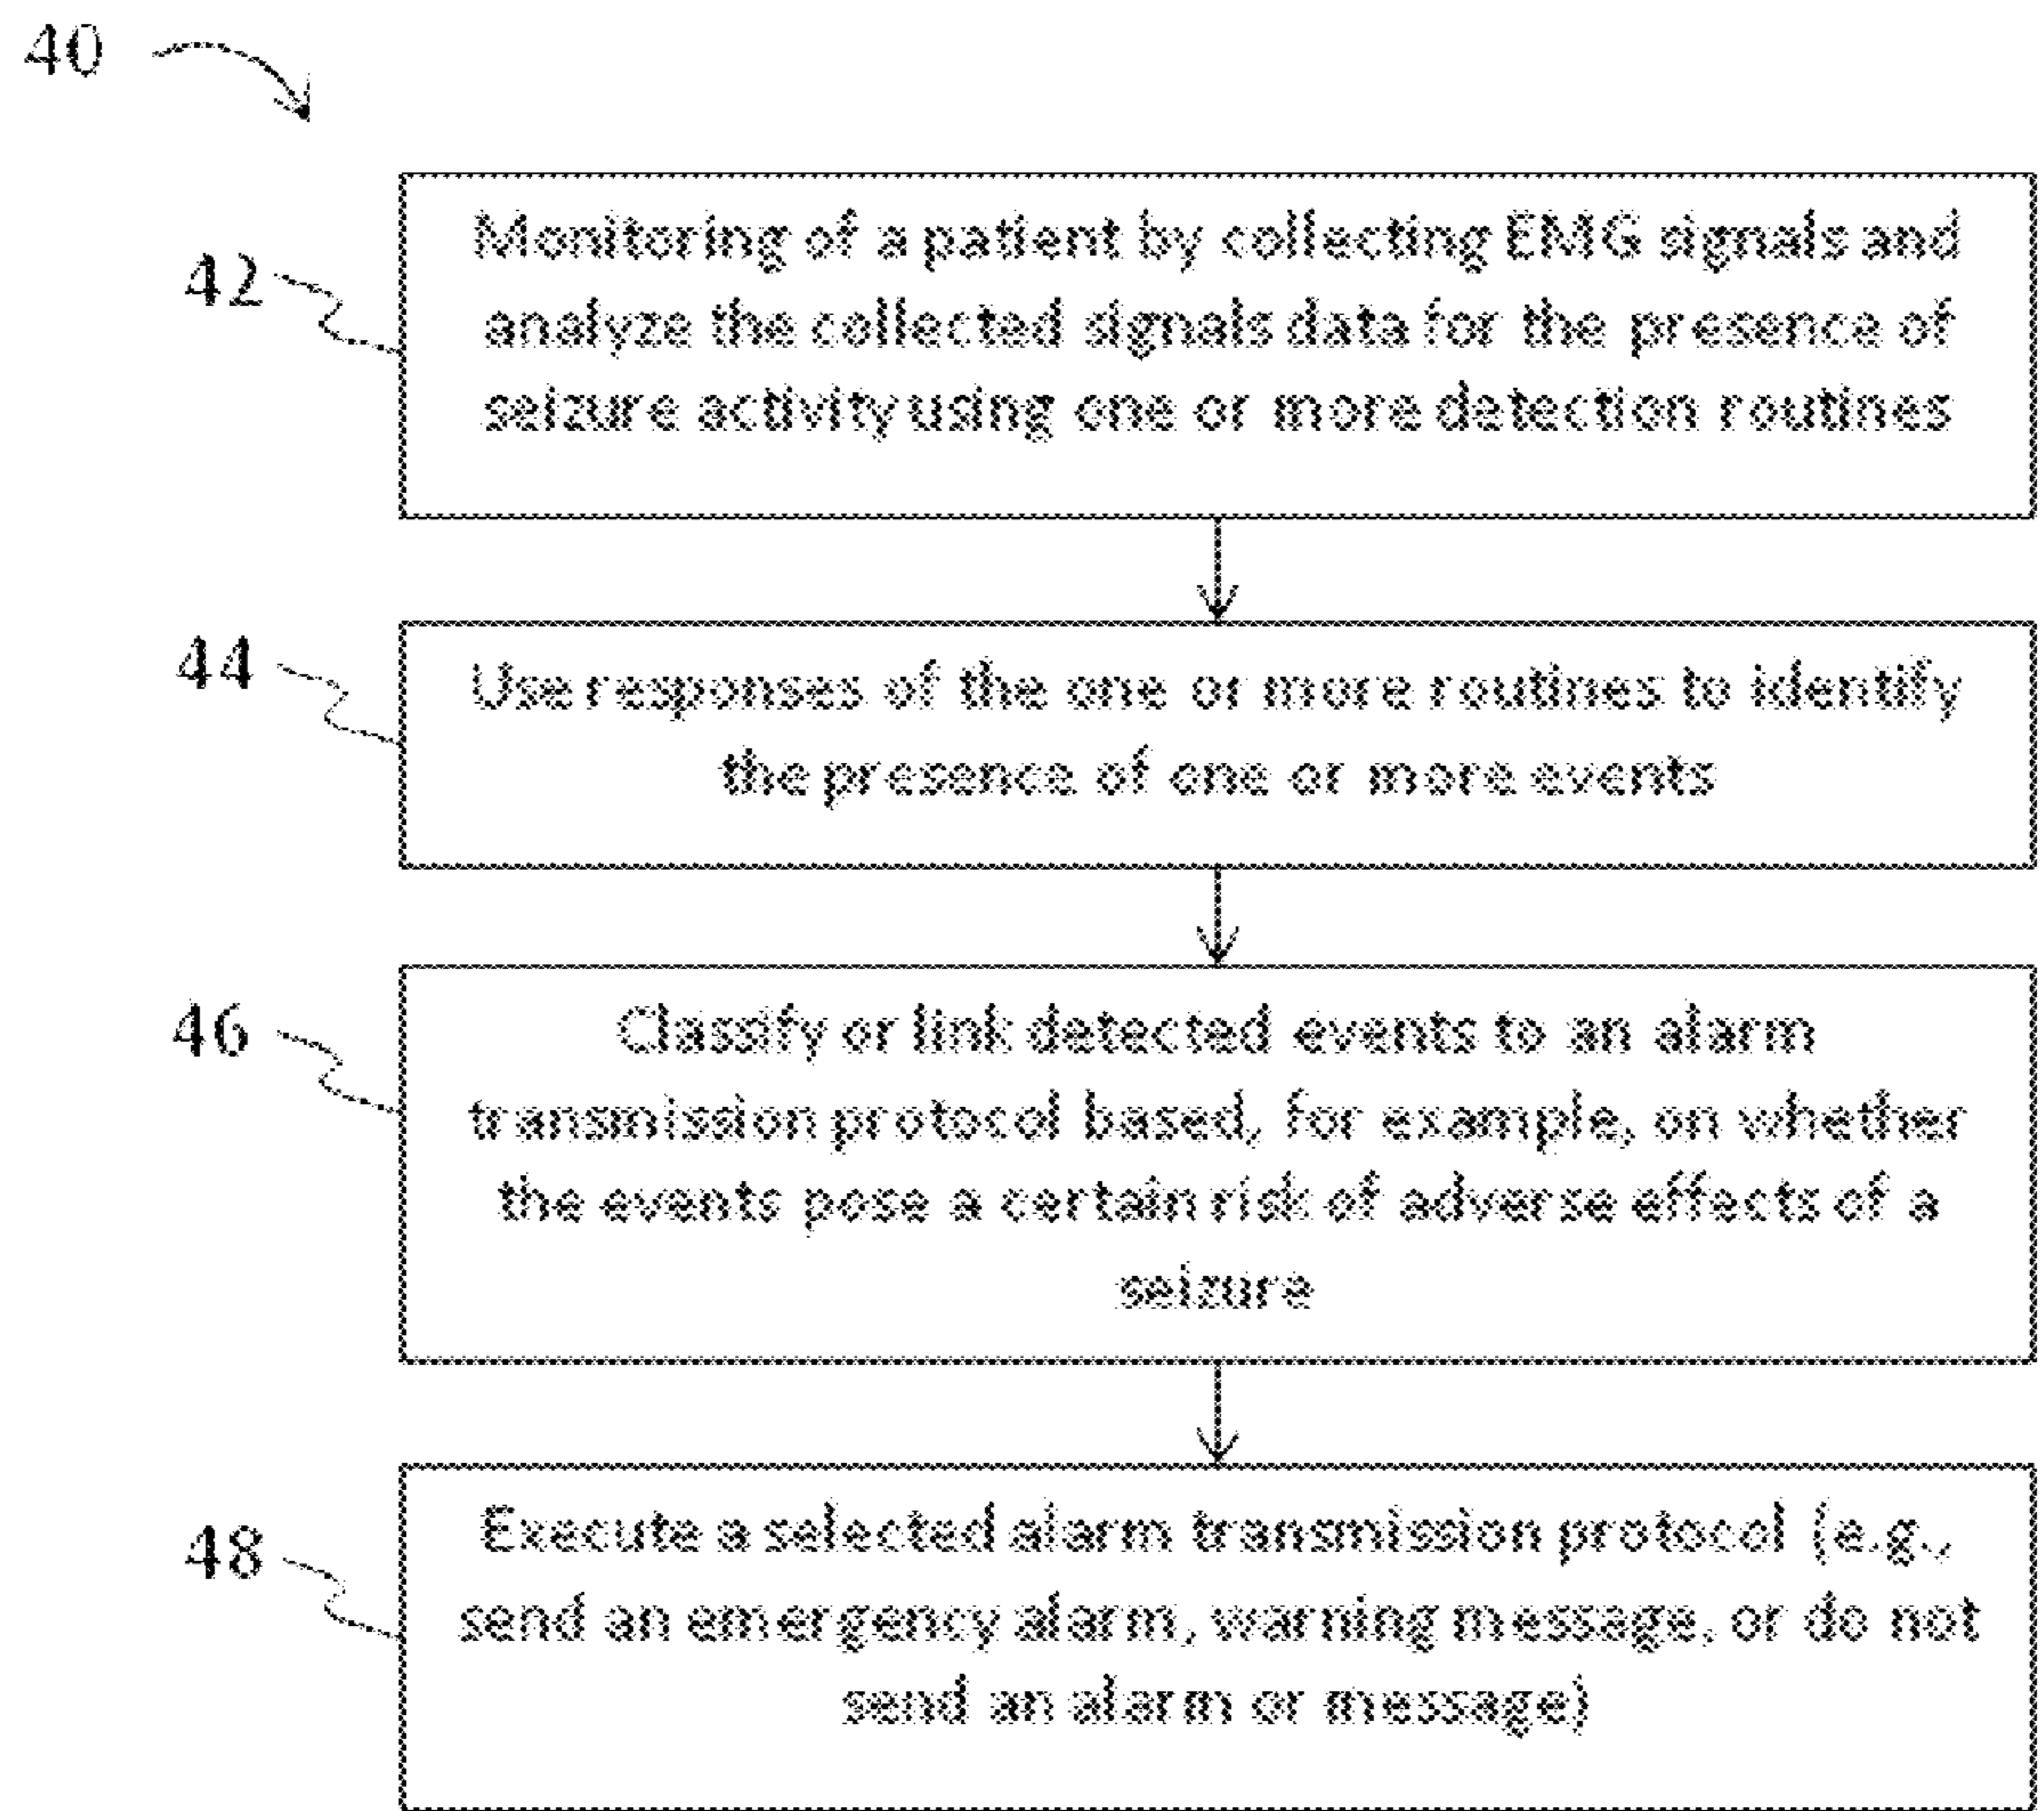 40
42
Monitoring of a patient by collecting EMG signals and
analyze the collected signals data for the presence of
seizure activity using one or more detection routines
44
Use responses of the one or more routines to identify
the presence of one or more events
46
Classify or link detected events to an alarm
transmission protocol based, for example, on whether
the events pose a certain risk of adverse effects of a
seizure
48
Execute a selected alarm transmission protocol (e.g.,
send an emergency alarm, warning message, or do not
send an alarm or message)